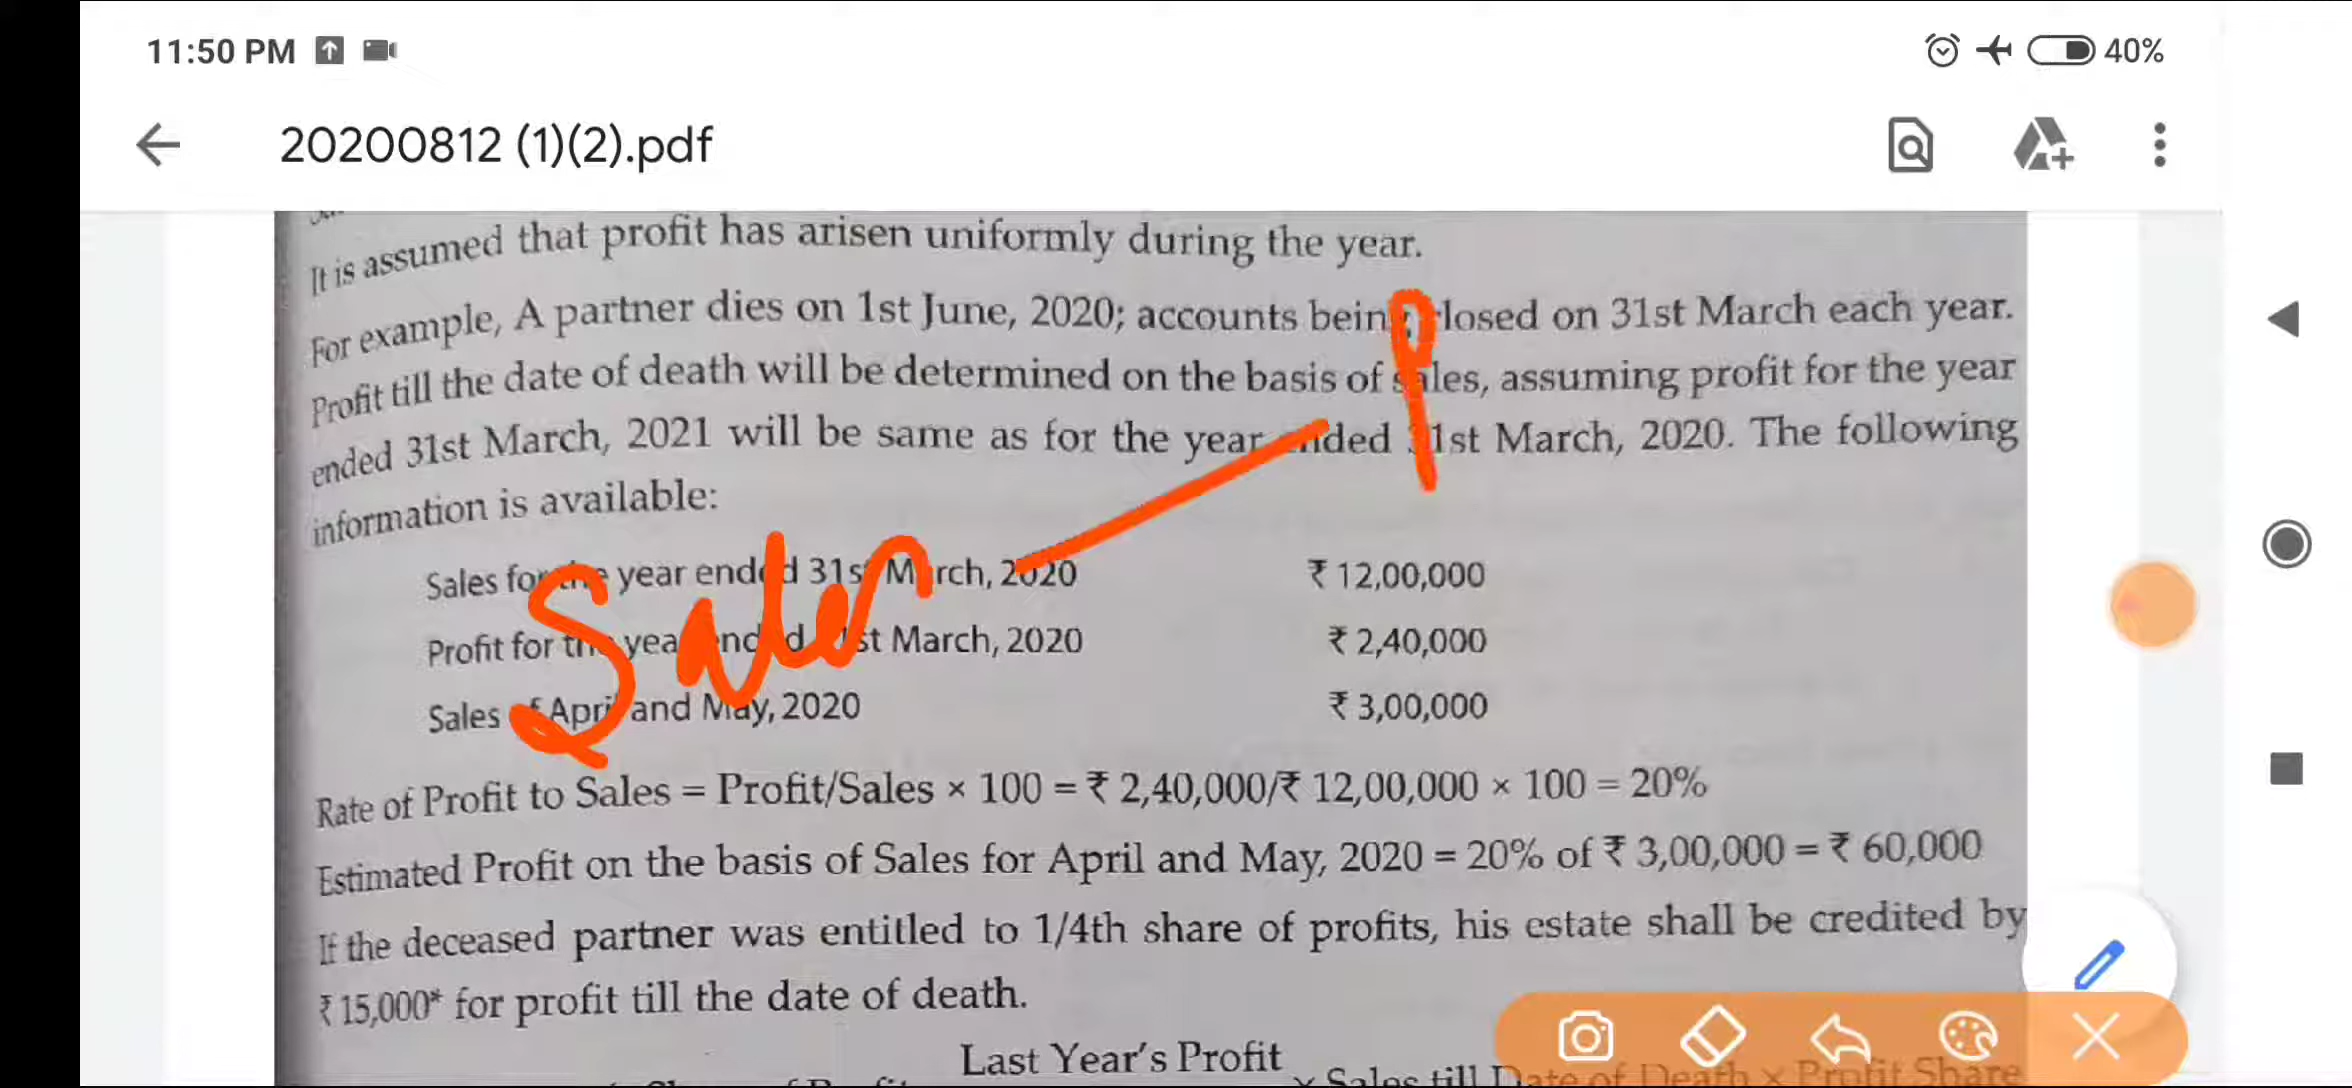 11:50 PM 40%
20200812 (1)(2).pdf
It is assumed that profit has arisen uniformly during the year.
For example, A partner dies on 1st June, 2020; accounts being closed on 31st March each year.
Profit till the date of death will be determined on the basis of sales, assuming profit for the year
ended 31st March, 2021 will be same as for the year ended 31st March, 2020. The following
information is available:
Sales for the year ended 31st March, 2020 ₹ 12,00,000
Profit for the year ended 31st March, 2020 ₹ 2,40,000
Sales of April and May, 2020 ₹ 3,00,000
Sales P
Rate of Profit to Sales = Profit/Sales × 100 = ₹ 2,40,000/₹ 12,00,000 × 100 = 20%
Estimated Profit on the basis of Sales for April and May, 2020 = 20% of ₹ 3,00,000 = ₹ 60,000
If the deceased partner was entitled to 1/4th share of profits, his estate shall be credited by
₹ 15,000* for profit till the date of death.
Last Year's Profit
× Sales till Date of Death × Profit Share